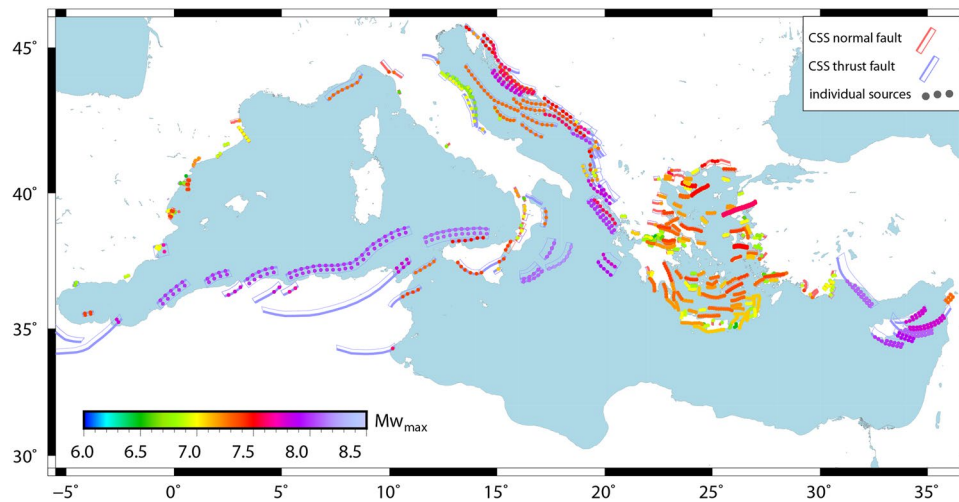 45°
40°
35°
30°
CSS normal fault
CSS thrust fault
individual sources
Mw max
6.0 6.5 7.0 7.5 8.0 8.5
−5° 0° 5° 10° 15° 20° 25° 30° 35°